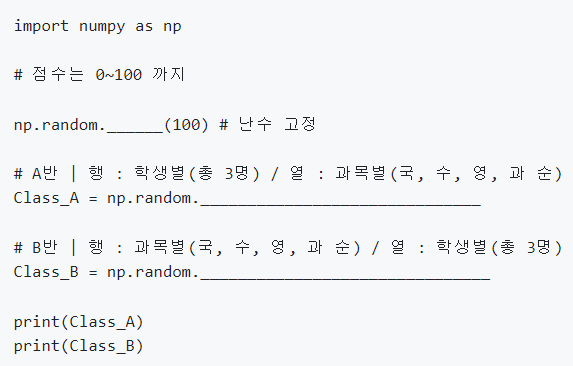 import numpy as np
# 점수는 0~100 까지
np.random.______(100) # 난수 고정
# A반 | 행 : 학생별(총 3명) / 열 : 과목별(국, 수, 영, 과 순)
Class_A = np.random.______________________________
# B반 | 행 : 과목별(국, 수, 영, 과 순) / 열 : 학생별(총 3명)
Class_B = np.random._______________________________
print(Class_A)
print(Class_B)